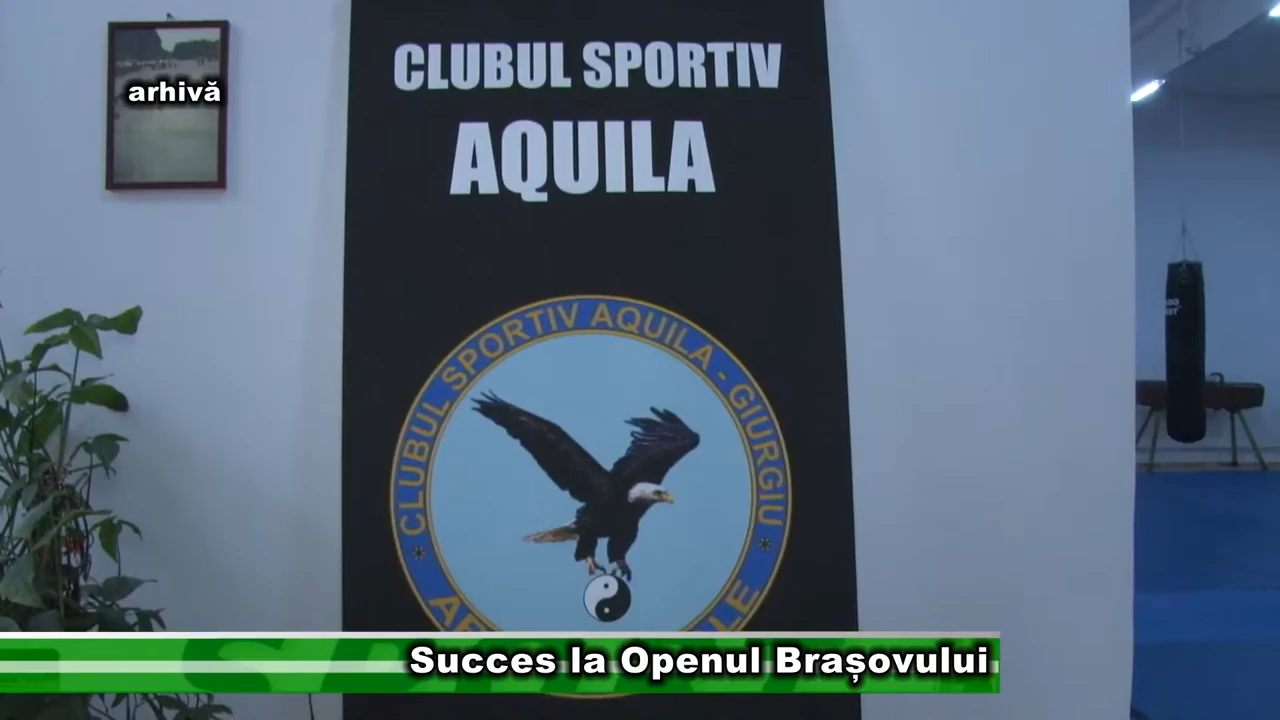 arhivă
CLUBUL SPORTIV
AQUILA
CLUBUL SPORTIV AQUILA - GIURGIU
Succes la Openul Brașovului